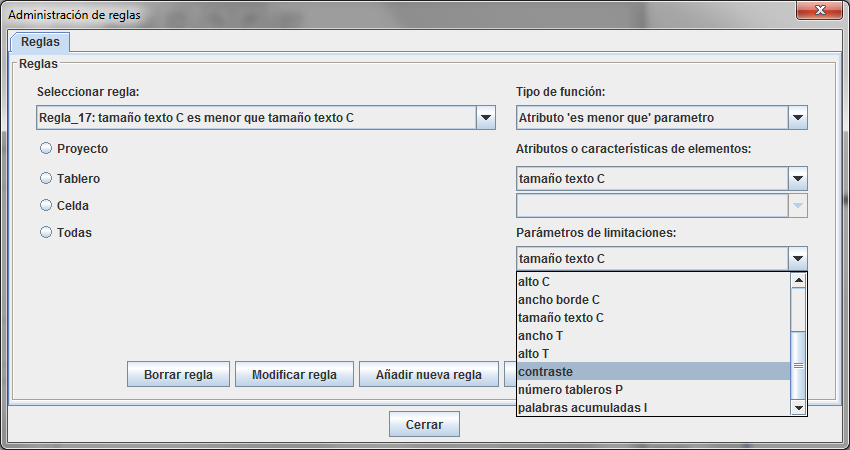 Administración de reglas
Reglas
Reglas
Seleccionar regla:
Regla_17: tamaño texto C es menor que tamaño texto C
Proyecto
Tablero
Celda
Todas
Tipo de función:
Atributo 'es menor que' parametro
Atributos o características de elementos:
tamaño texto C
Parámetros de limitaciones:
tamaño texto C
alto C
ancho borde C
tamaño texto C
ancho T
alto T
contraste
número tableros P
palabras acumuladas I
Borrar regla
Modificar regla
Añadir nueva regla
Cerrar